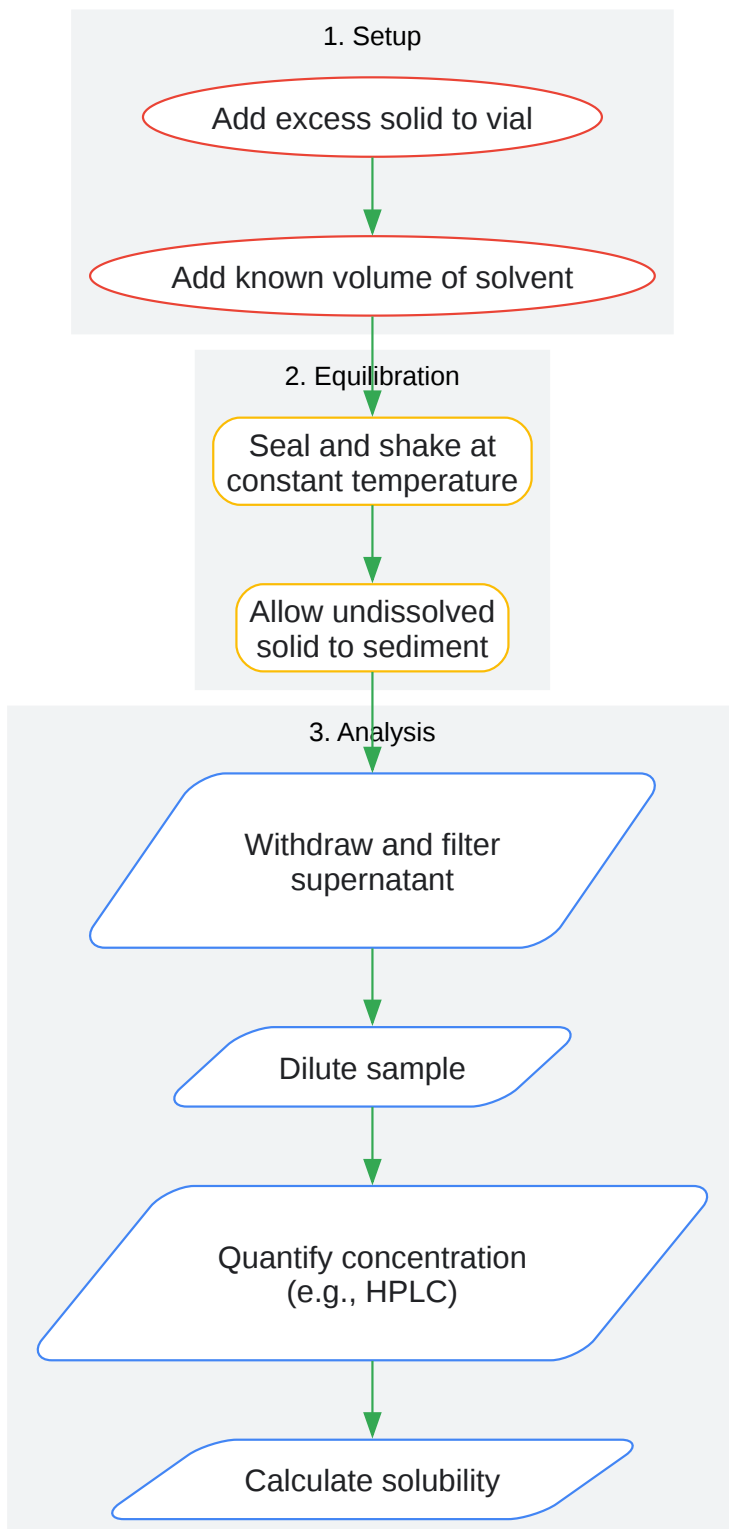 1. Setup
Add excess solid to vial
Add known volume of solvent
2. Equilibration
Seal and shake at
constant temperature
Allow undissolved
solid to sediment
3. Analysis
Withdraw and filter
supernatant
Dilute sample
Quantify concentration
(e.g., HPLC)
Calculate solubility